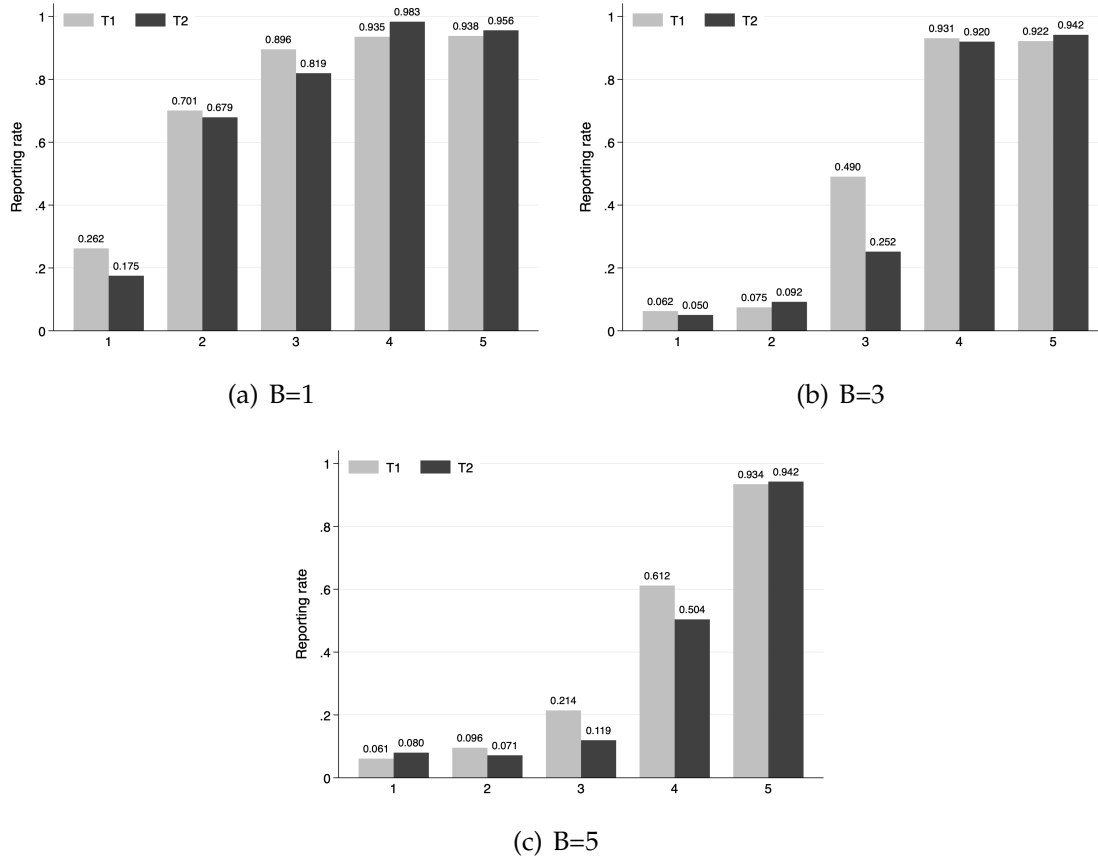 T1 T2
1
.8
.6
.4
.2
0
Reporting rate
0.262 0.175 0.701 0.679 0.896 0.819 0.935 0.983 0.938 0.956
1 2 3 4 5
(a) B=1
T1 T2
1
.8
.6
.4
.2
0
Reporting rate
0.062 0.050 0.075 0.092 0.490 0.252 0.931 0.920 0.922 0.942
1 2 3 4 5
(b) B=3
T1 T2
1
.8
.6
.4
.2
0
Reporting rate
0.061 0.080 0.096 0.071 0.214 0.119 0.612 0.504 0.934 0.942
1 2 3 4 5
(c) B=5